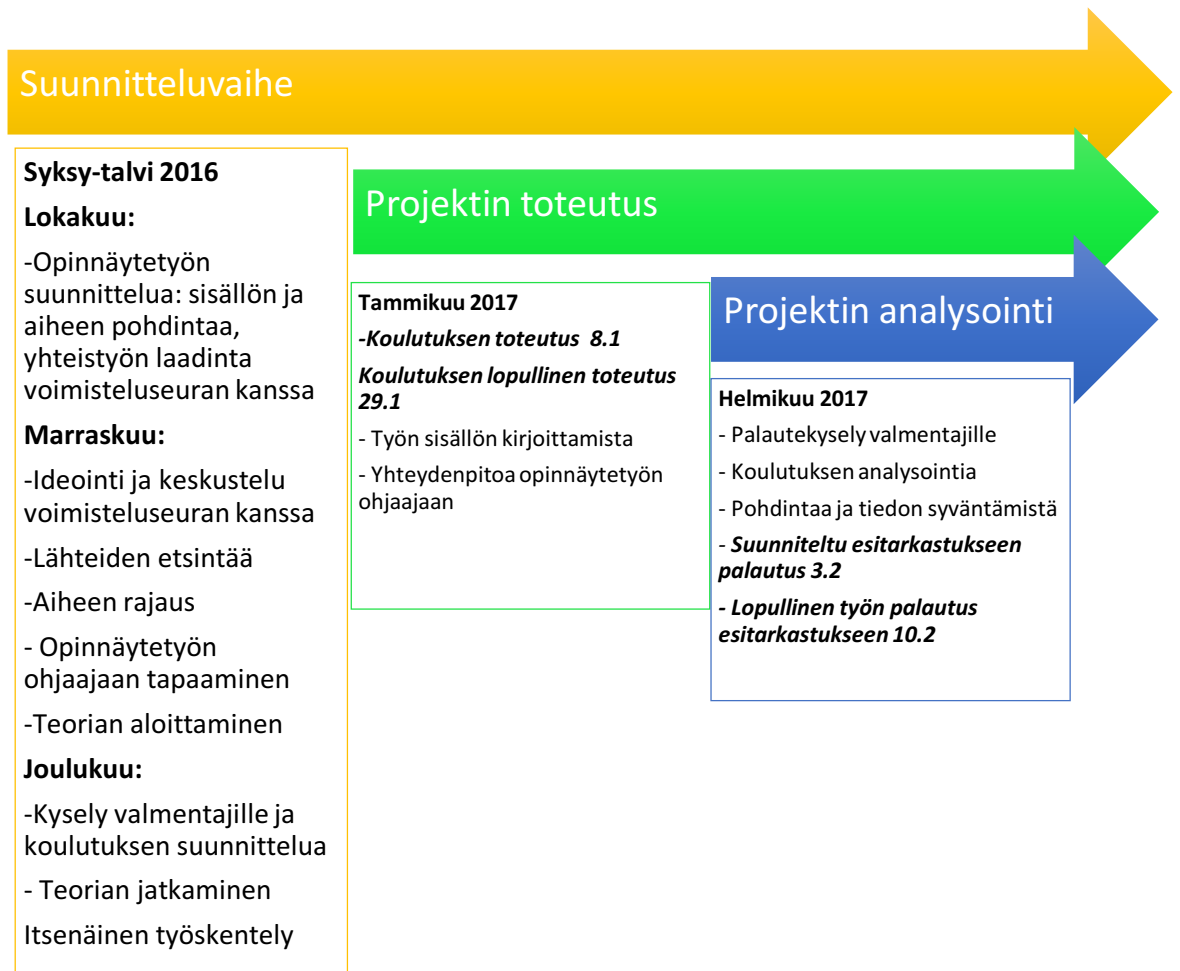 Suunnitteluvaihe
Syksy-talvi 2016
Lokakuu:
-Opinnäytetyön
suunnittelua: sisällön ja
aiheen pohdintaa,
yhteistyön laadinta
voimisteluseuran kanssa
Marraskuu:
-Ideointi ja keskustelu
voimisteluseuran kanssa
-Lähteiden etsintää
-Aiheen rajaus
- Opinnäytetyön
ohjaajaan tapaaminen
-Teorian aloittaminen
Joulukuu:
-Kysely valmentajille ja
koulutuksen suunnittelua
- Teorian jatkaminen
Itsenäinen työskentely
Projektin toteutus
Tammikuu 2017
-Koulutuksen toteutus 8.1
Koulutuksen lopullinen toteutus
29.1
- Työn sisällön kirjoittamista
- Yhteydenpitoa opinnäytetyön
ohjaajaan
Projektin analysointi
Helmikuu 2017
- Palautekysely valmentajille
- Koulutuksen analysointia
- Pohdintaa ja tiedon syväntämistä
- Suunniteltu esitarkastukseen
palautus 3.2
- Lopullinen työn palautus
esitarkastukseen 10.2